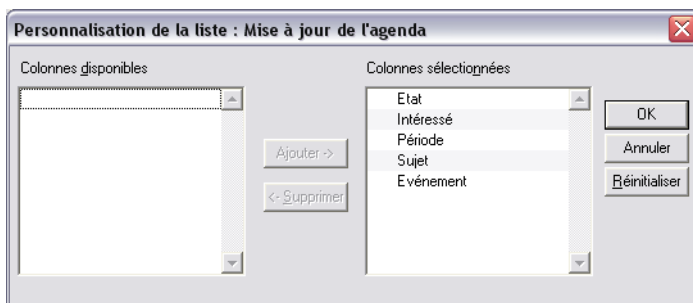 Personnalisation de la liste : Mise à jour de l'agenda
Colonnes disponibles
Colonnes sélectionnées
Etat
Intéressé
Période
Sujet
Evénement
Ajouter ->
<- Supprimer
OK
Annuler
Réinitialiser